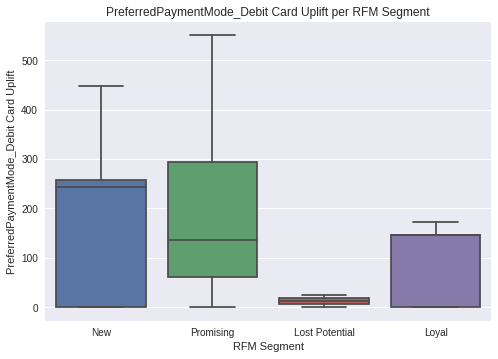 PreferredPaymentMode_Debit Card Uplift per RFM Segment
PreferredPaymentMode_Debit Card Uplift
500
400
300
200
100
0
New
Promising
Lost Potential
Loyal
RFM Segment